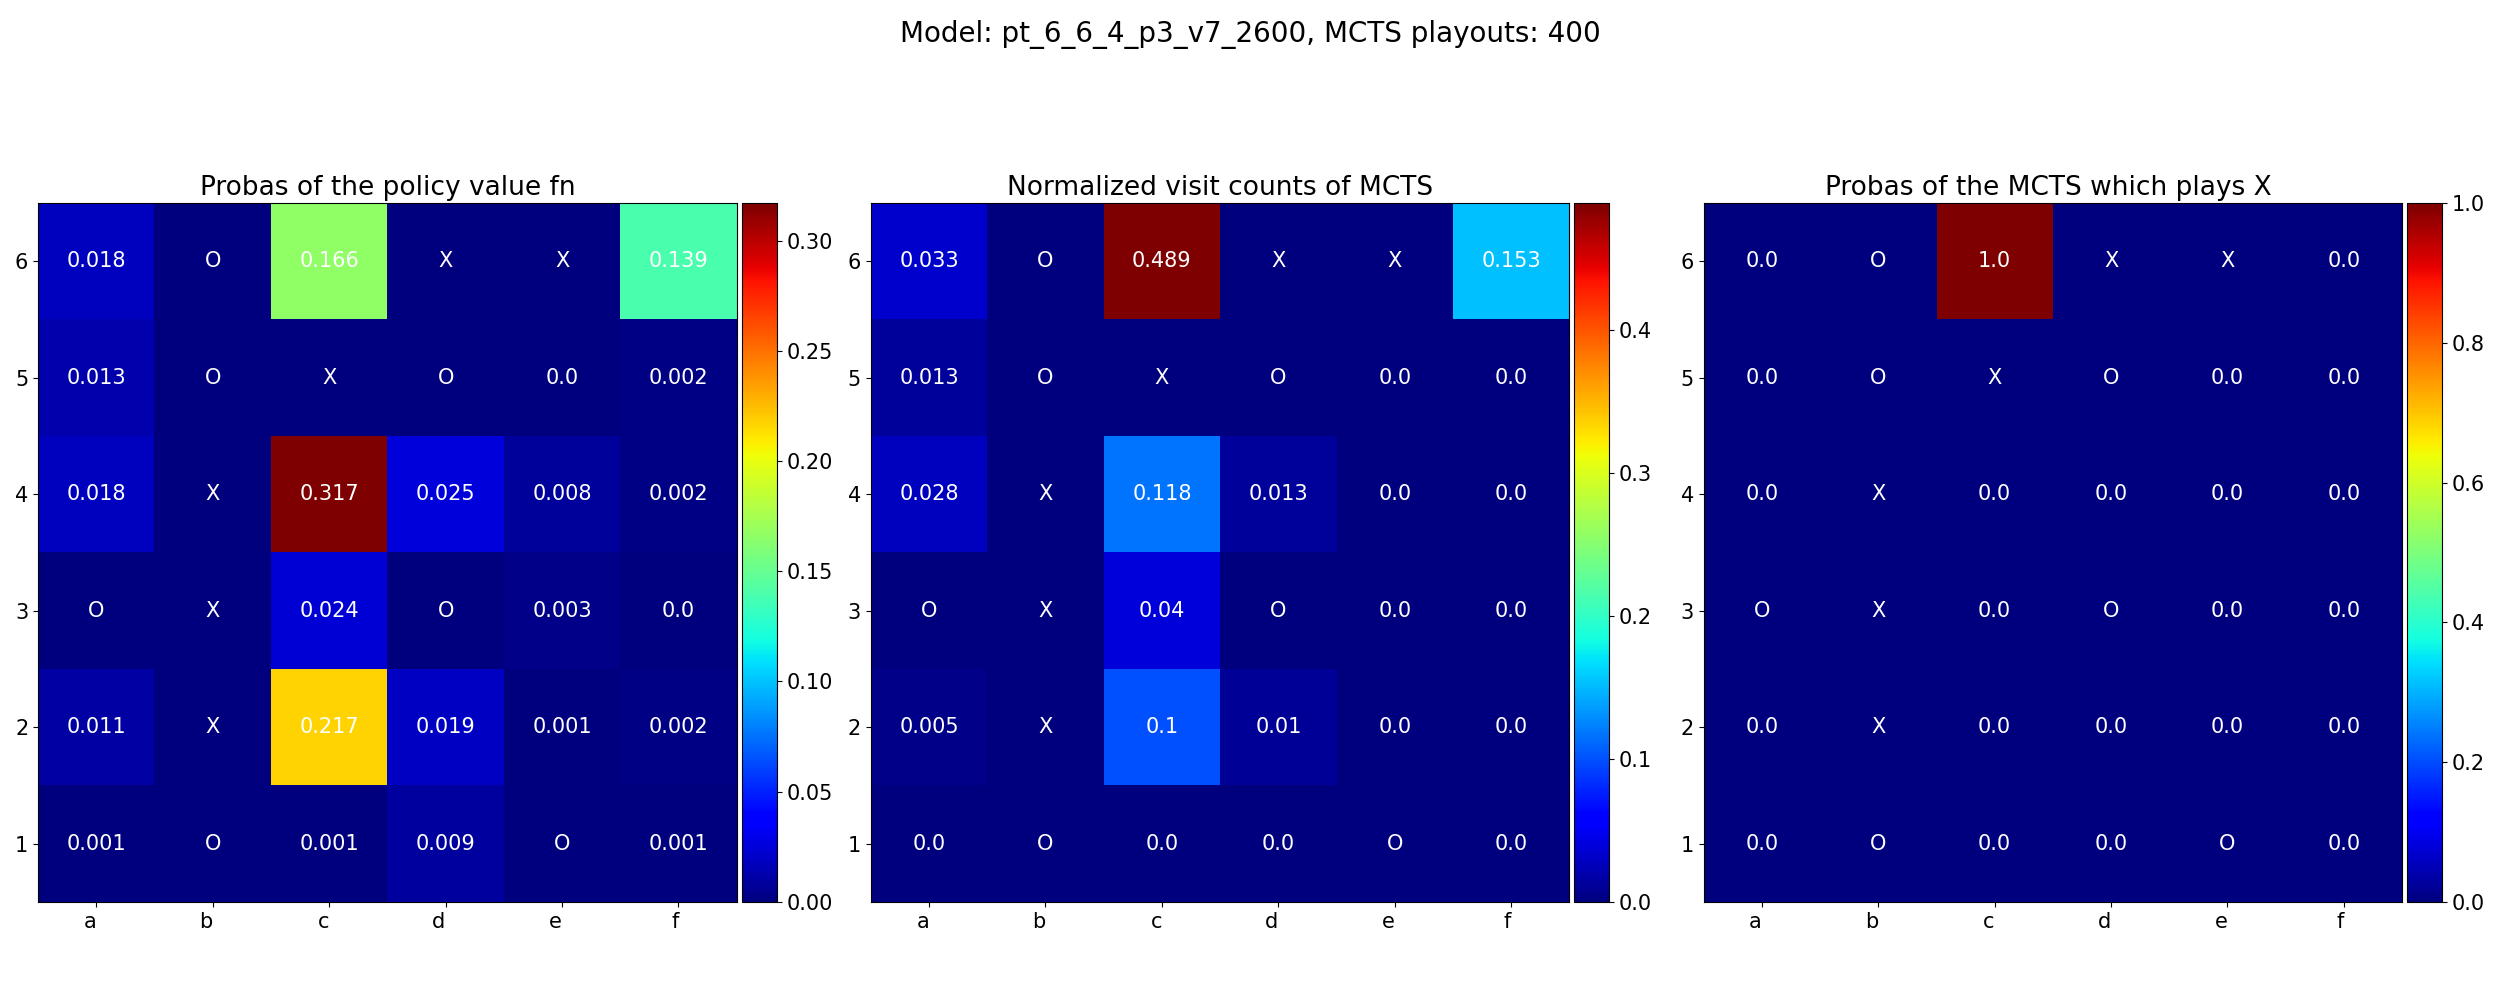 Model: pt_6_6_4_p3_v7_2600, MCTS playouts: 400
Probas of the policy value fn
6 0.018 O 0.166 X X 0.139
5 0.013 O X O 0.0 0.002
4 0.018 X 0.317 0.025 0.008 0.002
3 O X 0.024 O 0.003 0.0
2 0.011 X 0.217 0.019 0.001 0.002
1 0.001 O 0.001 0.009 O 0.001
a b c d e f
0.30
0.25
0.20
0.15
0.10
0.05
0.00
Normalized visit counts of MCTS
6 0.033 O 0.489 X X 0.153
5 0.013 O X O 0.0 0.0
4 0.028 X 0.118 0.013 0.0 0.0
3 O X 0.04 O 0.0 0.0
2 0.005 X 0.1 0.01 0.0 0.0
1 0.0 O 0.0 0.0 O 0.0
a b c d e f
0.4
0.3
0.2
0.1
0.0
Probas of the MCTS which plays X
6 0.0 O 1.0 X X 0.0
5 0.0 O X O 0.0 0.0
4 0.0 X 0.0 0.0 0.0 0.0
3 O X 0.0 O 0.0 0.0
2 0.0 X 0.0 0.0 0.0 0.0
1 0.0 O 0.0 0.0 O 0.0
a b c d e f
1.0
0.8
0.6
0.4
0.2
0.0